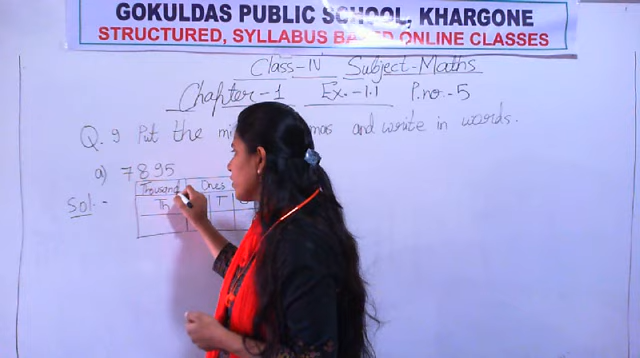 GOKULDAS PUBLIC SCHOOL, KHARGONE
STRUCTURED, SYLLABUS BASED ONLINE CLASSES
Class-IV Subject-Maths
Chapter-1 Ex.-1.1 P.no.-5
Q.9 Put the mas and write in words.
a) 7895
Sol:-
Thousand Ones
Th T